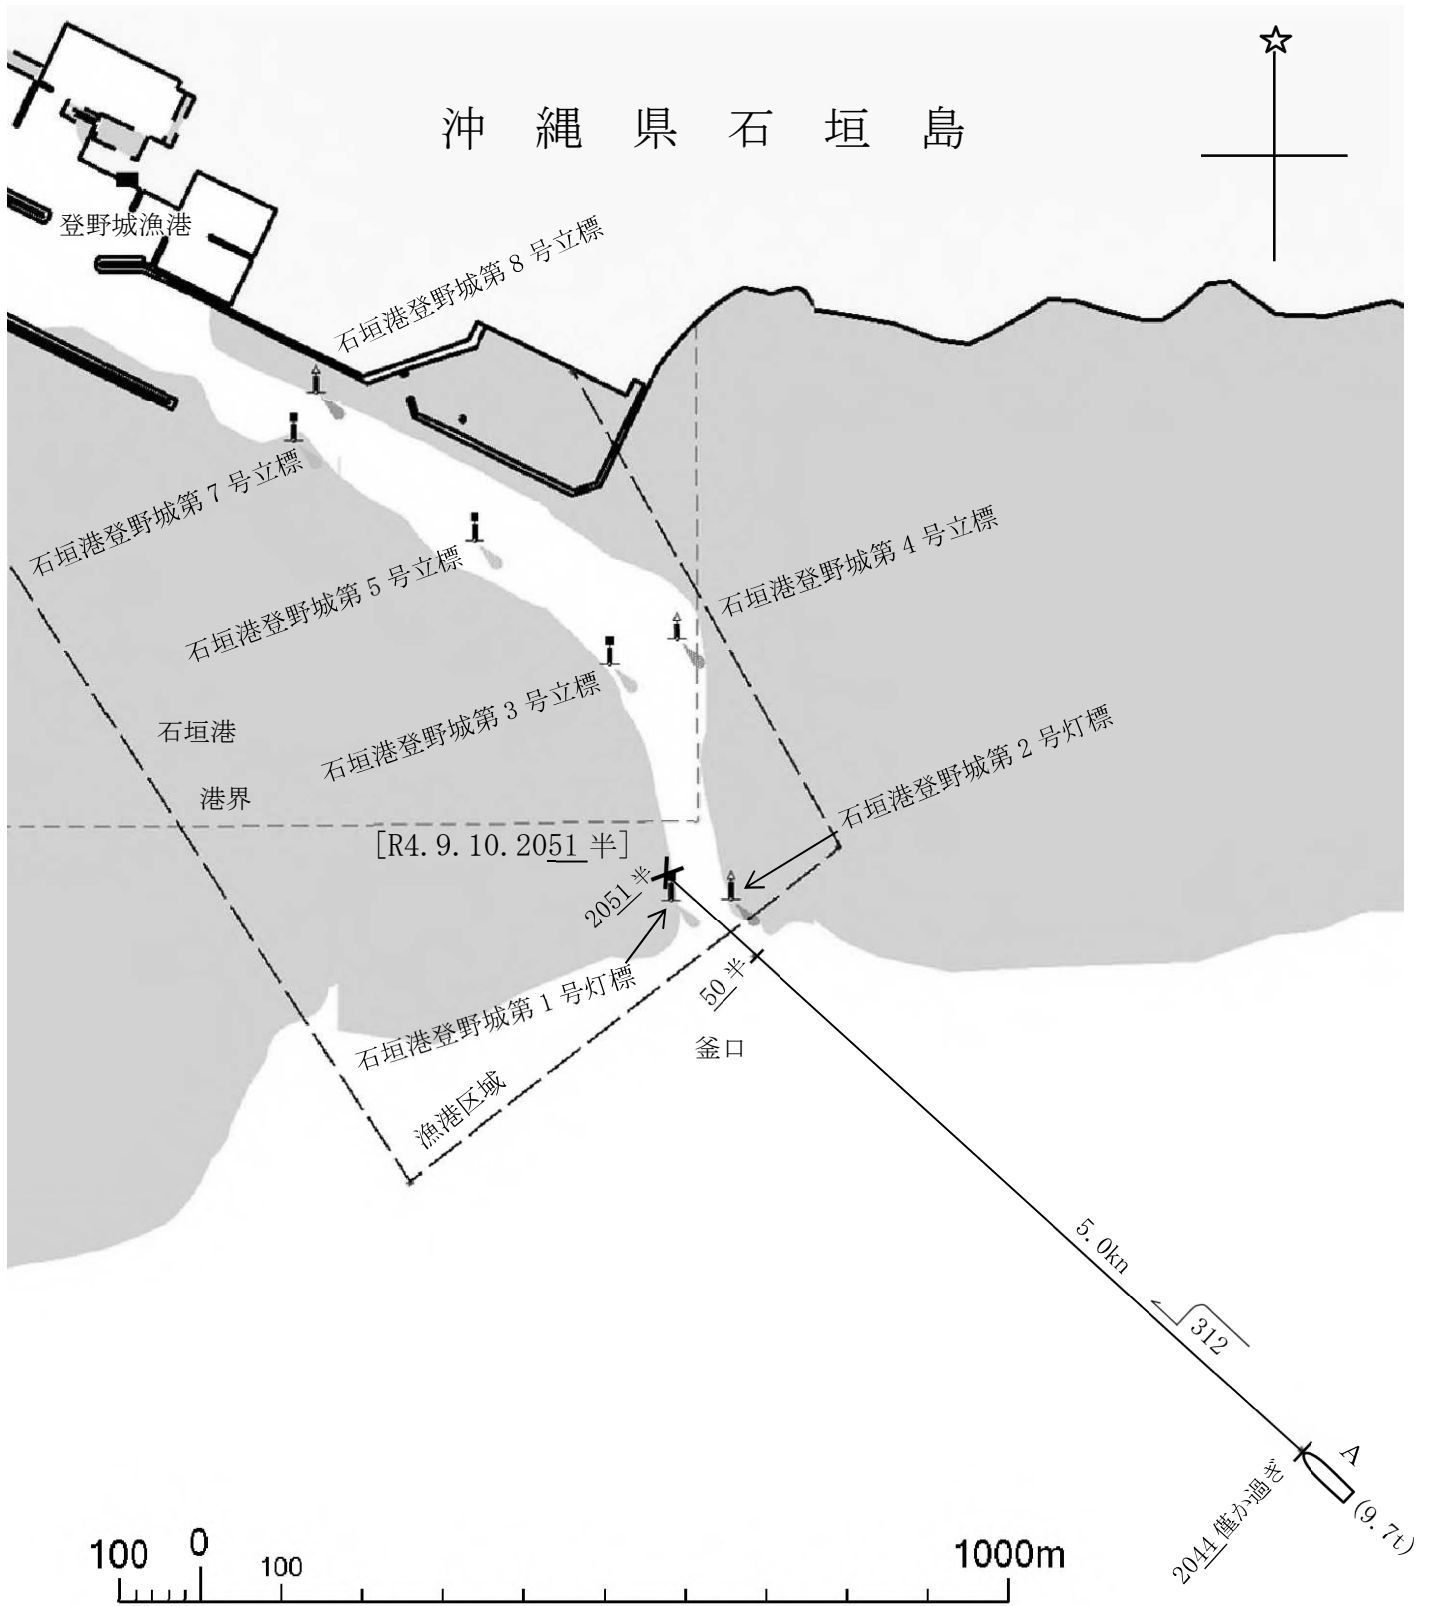 沖縄県石垣島
登野城漁港
石垣港登野城第8号立標
石垣港登野城第7号立標
石垣港登野城第5号立標
石垣港登野城第4号立標
石垣港登野城第3号立標
石垣港
港界
石垣港登野城第2号灯標
[R4.9.10.2051半]
2051半
50半
石垣港登野城第1号灯標
釜口
漁港区域
5.0kn
312
A
(9.7t)
2044僅か過ぎ
100 0 100 1000m